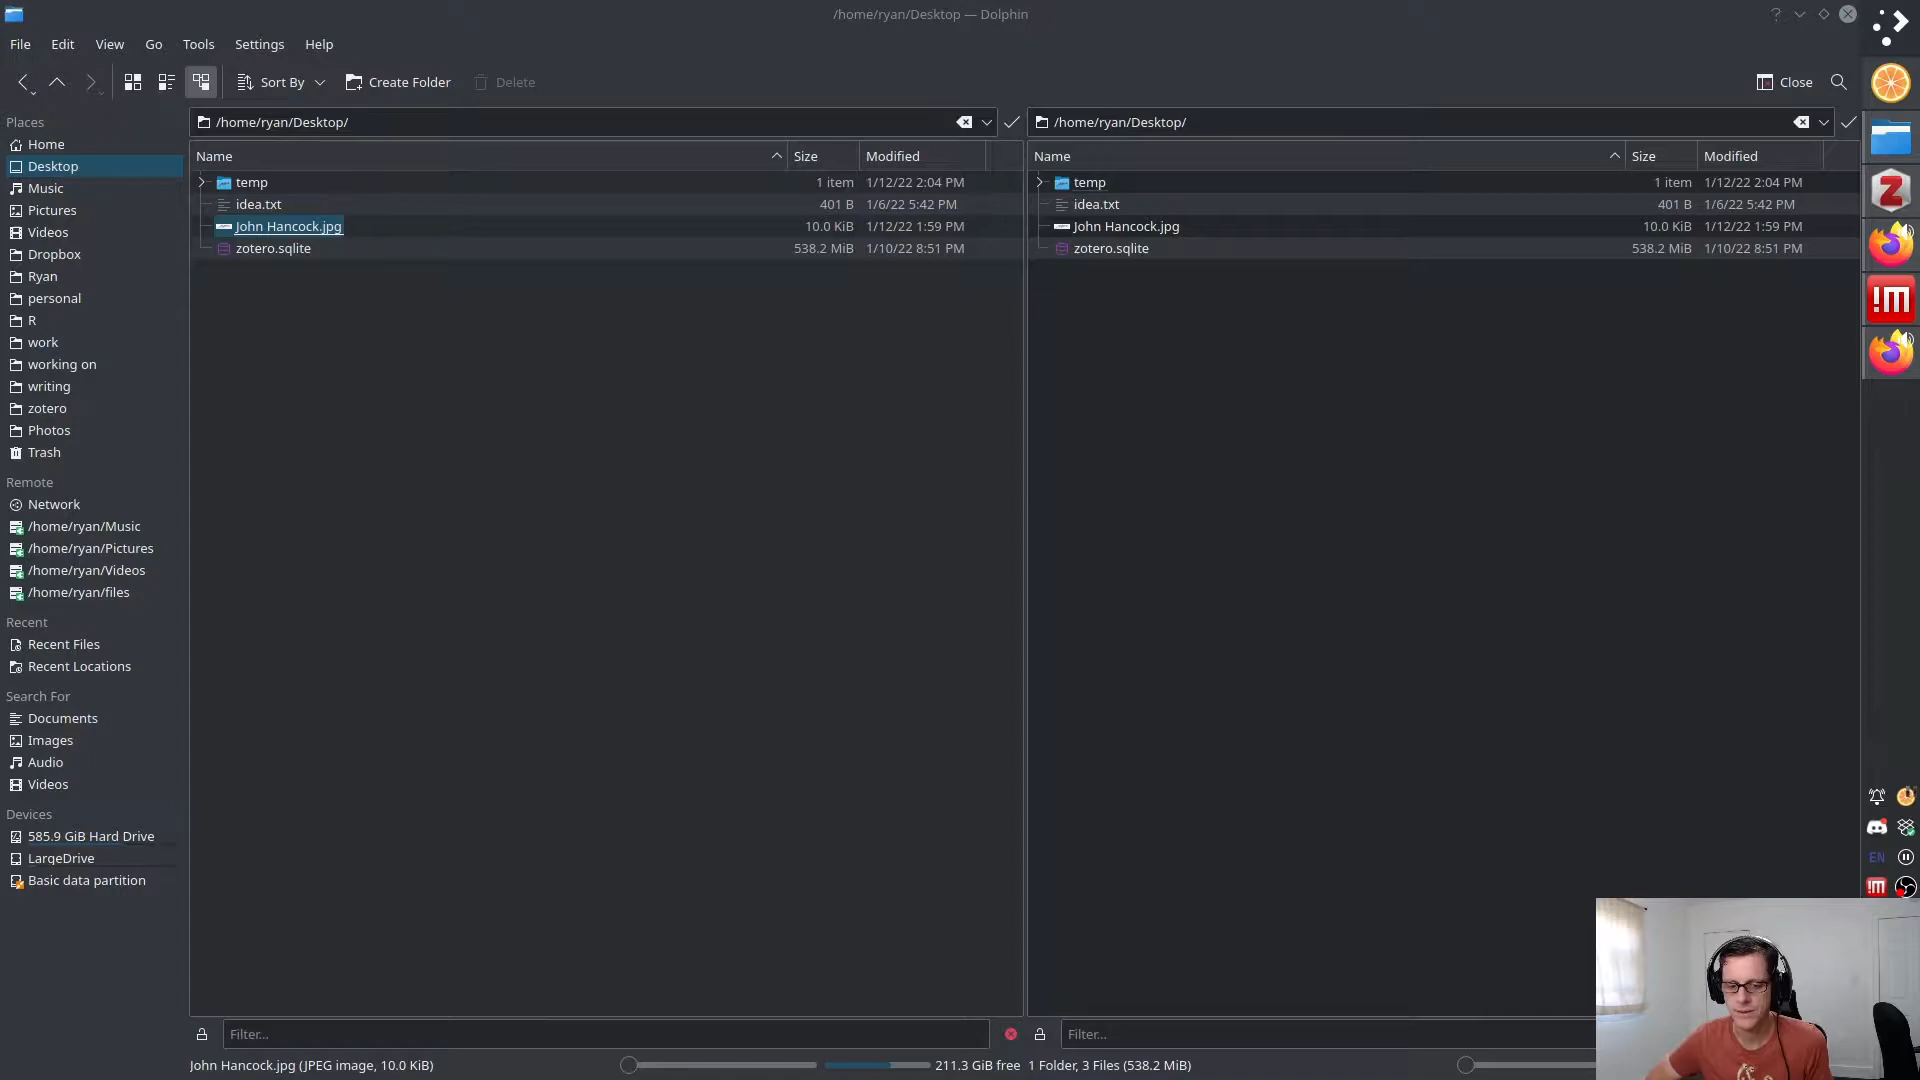 /home/ryan/Desktop — Dolphin
File Edit View Go Tools Settings Help
Sort By Create Folder Delete Close
Places
Home
Desktop
Music
Pictures
Videos
Dropbox
Ryan
personal
R
work
working on
writing
zotero
Photos
Trash
Remote
Network
/home/ryan/Music
/home/ryan/Pictures
/home/ryan/Videos
/home/ryan/files
Recent
Recent Files
Recent Locations
Search For
Documents
Images
Audio
Videos
Devices
585.9 GiB Hard Drive
LargeDrive
Basic data partition
/home/ryan/Desktop/
Name Size Modified
temp 1 item 1/12/22 2:04 PM
idea.txt 401 B 1/6/22 5:42 PM
John Hancock.jpg 10.0 KiB 1/12/22 1:59 PM
zotero.sqlite 538.2 MiB 1/10/22 8:51 PM
Filter...
John Hancock.jpg (JPEG image, 10.0 KiB) 211.3 GiB free
/home/ryan/Desktop/
Name Size Modified
temp 1 item 1/12/22 2:04 PM
idea.txt 401 B 1/6/22 5:42 PM
John Hancock.jpg 10.0 KiB 1/12/22 1:59 PM
zotero.sqlite 538.2 MiB 1/10/22 8:51 PM
Filter...
1 Folder, 3 Files (538.2 MiB)
Z
!m
EN
!m